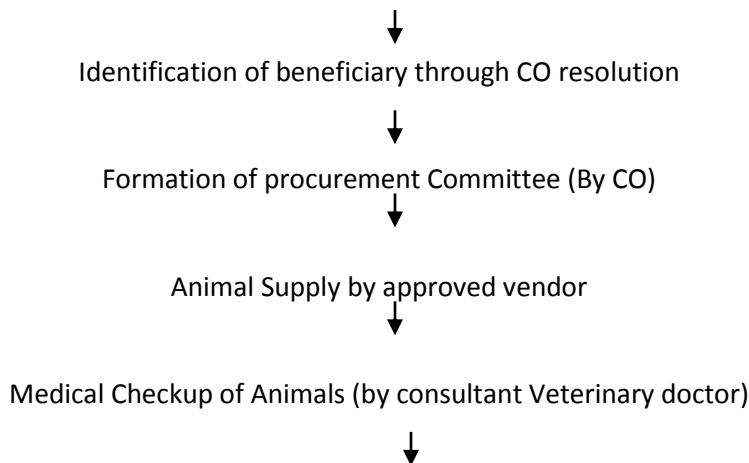 Identification of beneficiary through CO resolution
Formation of procurement Committee (By CO)
Animal Supply by approved vendor
Medical Checkup of Animals (by consultant Veterinary doctor)